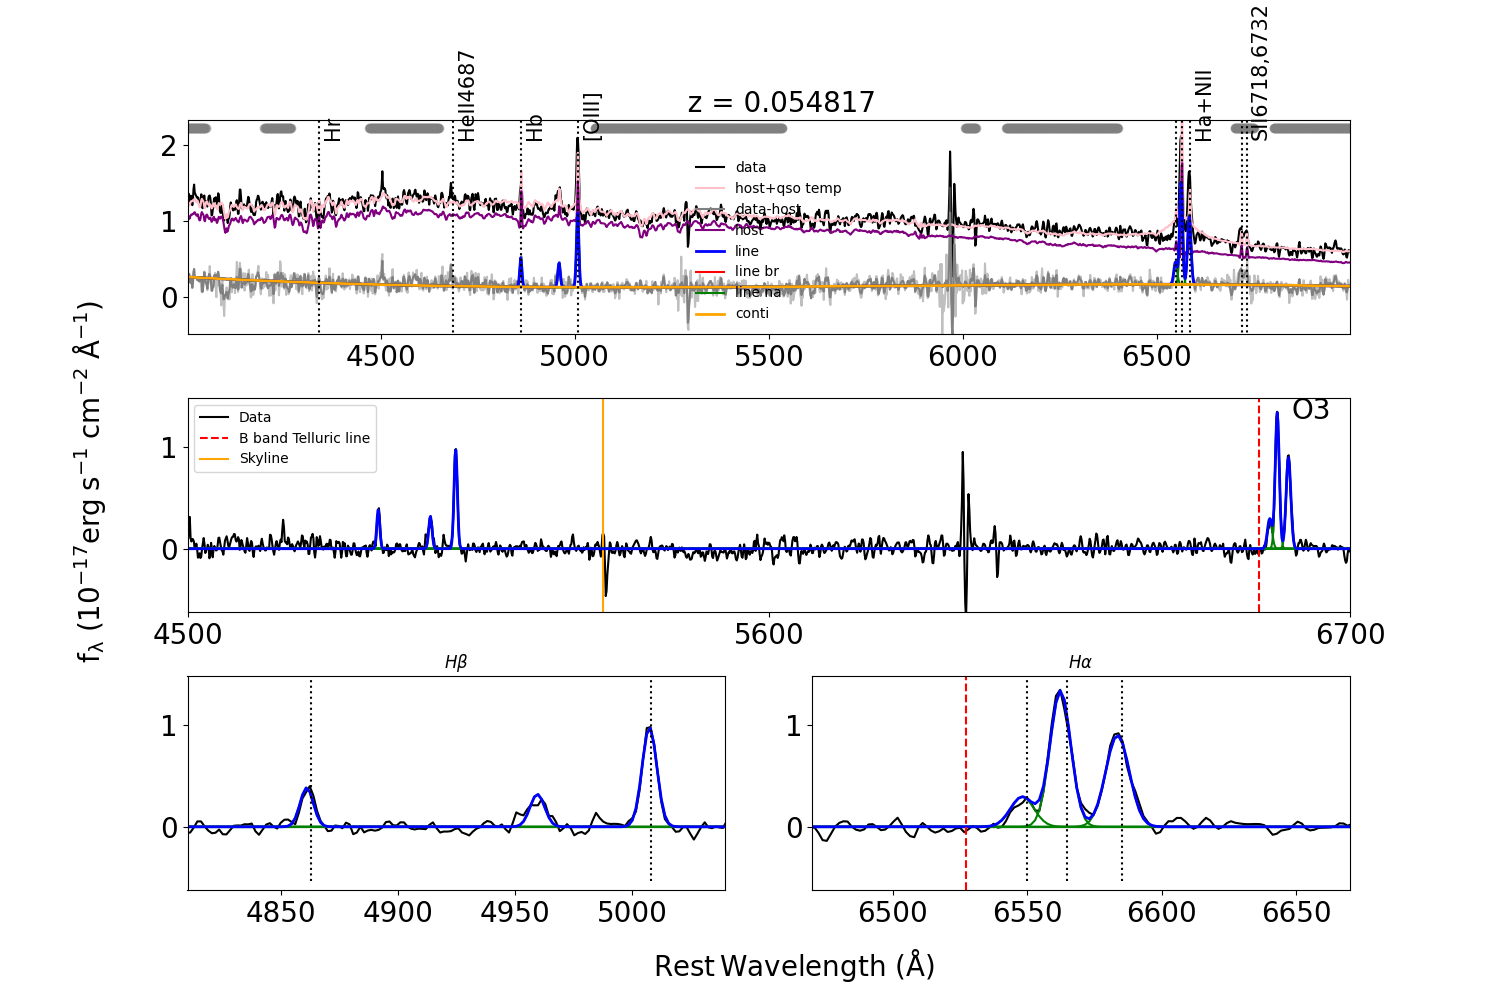 z = 0.054817
Hr
HeII4687
Hb
[OIII]
Ha+NII
SII6718,6732
2
1
0
data
host+qso temp
data-host
host
line
line br
line na
conti
4500 5000 5500 6000 6500
fλ (10⁻¹⁷erg s⁻¹ cm⁻² Å⁻¹)
O3
1
0
Data
B band Telluric line
Skyline
4500 5600 6700
Hβ
1
0
4850 4900 4950 5000
Hα
1
0
6500 6550 6600 6650
Rest Wavelength (Å)